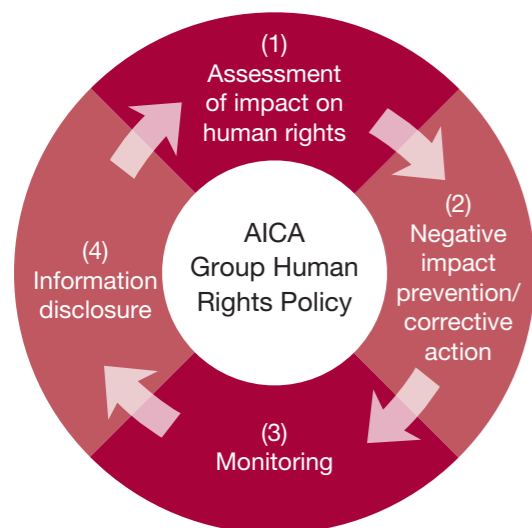 (1)
Assessment
of impact on
human rights
(2)
Negative
impact
prevention/
corrective
action
(3)
Monitoring
(4)
Information
disclosure
AICA
Group Human
Rights Policy